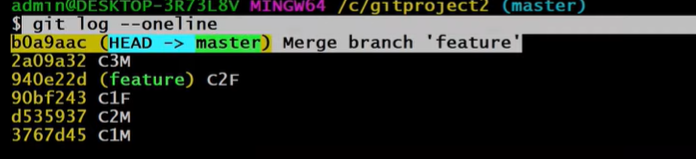 admin@DESKTOP-3R73L8V MINGW64 /c/gitproject2 (master)
$ git log --oneline
b0a9aac (HEAD -> master) Merge branch 'feature'
2a09a32 C3M
940e22d (feature) C2F
90bf243 C1F
d535937 C2M
3767d45 C1M